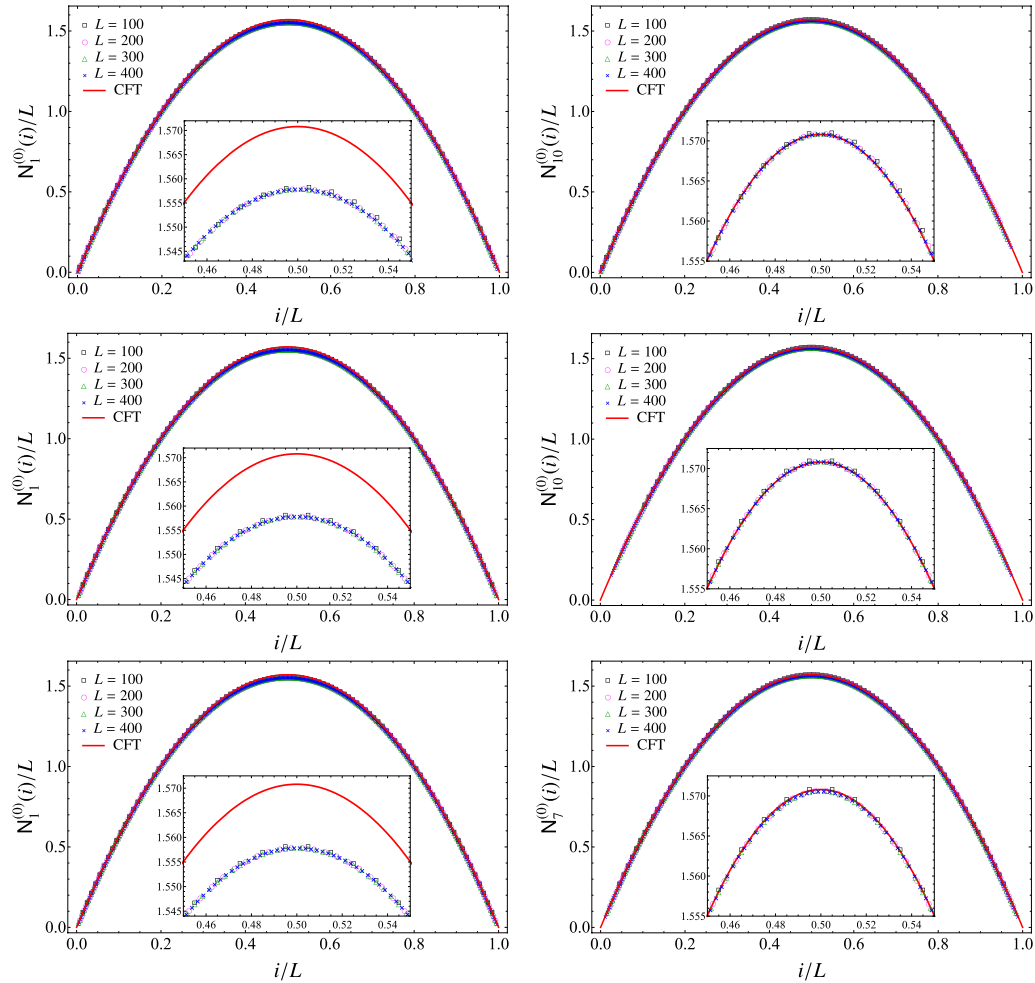 N₁⁽⁰⁾(i)/L
1.5
1.0
0.5
0.0
L = 100
L = 200
L = 300
L = 400
CFT
1.570
1.565
1.560
1.555
1.550
1.545
0.46 0.48 0.50 0.52 0.54
0.0 0.2 0.4 0.6 0.8 1.0
i/L
N₁₀⁽⁰⁾(i)/L
1.5
1.0
0.5
0.0
L = 100
L = 200
L = 300
L = 400
CFT
1.570
1.565
1.560
1.555
0.46 0.48 0.50 0.52 0.54
0.0 0.2 0.4 0.6 0.8 1.0
i/L
N₁⁽⁰⁾(i)/L
1.5
1.0
0.5
0.0
L = 100
L = 200
L = 300
L = 400
CFT
1.570
1.565
1.560
1.555
1.550
1.545
0.46 0.48 0.50 0.52 0.54
0.0 0.2 0.4 0.6 0.8 1.0
i/L
N₁₀⁽⁰⁾(i)/L
1.5
1.0
0.5
0.0
L = 100
L = 200
L = 300
L = 400
CFT
1.570
1.565
1.560
1.555
0.46 0.48 0.50 0.52 0.54
0.0 0.2 0.4 0.6 0.8 1.0
i/L
N₁⁽⁰⁾(i)/L
1.5
1.0
0.5
0.0
L = 100
L = 200
L = 300
L = 400
CFT
1.570
1.565
1.560
1.555
1.550
1.545
0.46 0.48 0.50 0.52 0.54
0.0 0.2 0.4 0.6 0.8 1.0
i/L
N₇⁽⁰⁾(i)/L
1.5
1.0
0.5
0.0
L = 100
L = 200
L = 300
L = 400
CFT
1.570
1.565
1.560
1.555
0.46 0.48 0.50 0.52 0.54
0.0 0.2 0.4 0.6 0.8 1.0
i/L